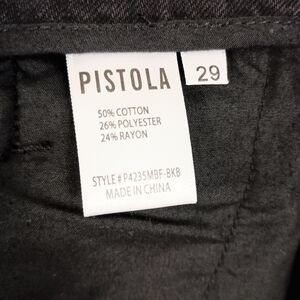 PISTOLA
29
50% COTTON
26% POLYESTER
24% RAYON
STYLE # P4235MBF-BKB
MADE IN CHINA